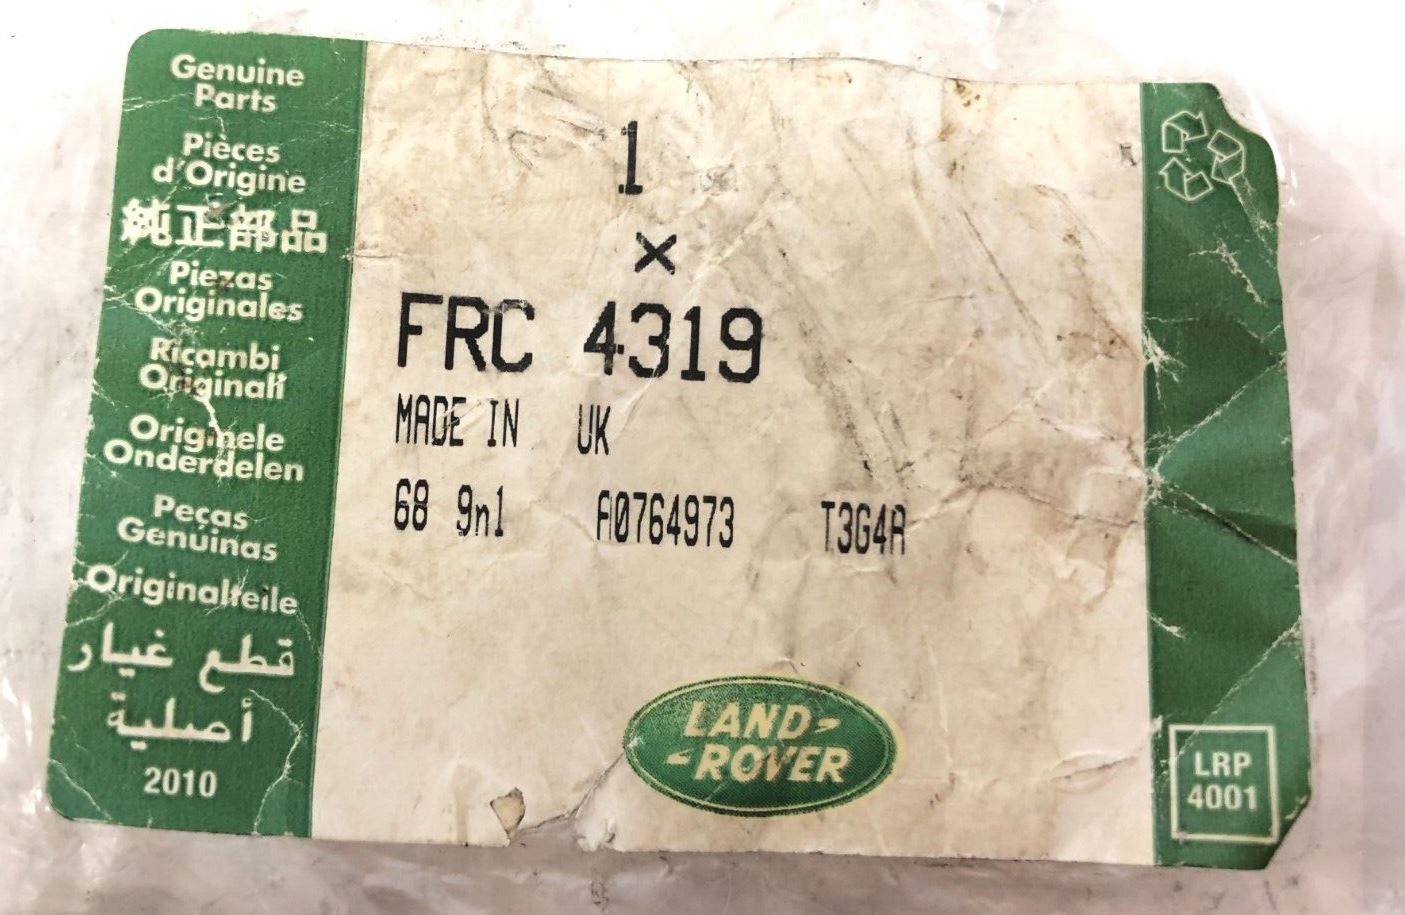 Genuine
Parts
Pièces
d'Origine
純正部品
Piezas
Originales
Ricambi
Originali
Originele
Onderdelen
Peças
Genuinas
Originalteile
قطع غيار
أصلية
2010
1
×
FRC 4319
MADE IN UK
68 9n1 A0764973 T3G4A
LAND-
-ROVER
LRP
4001